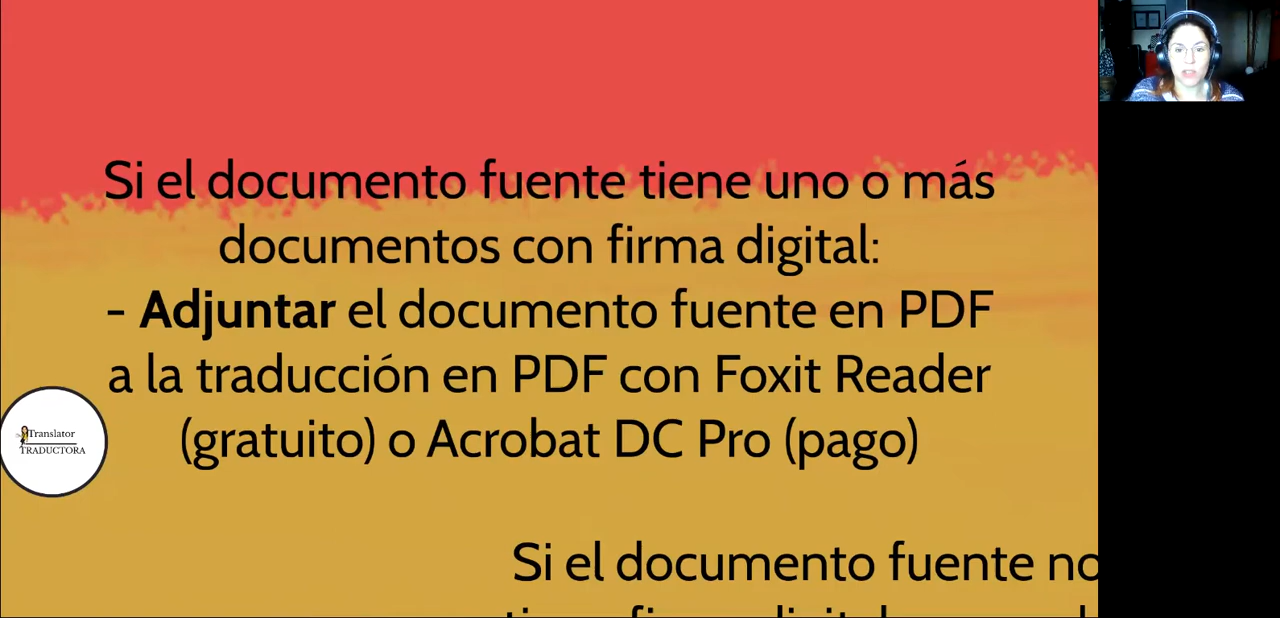 Si el documento fuente tiene uno o más
documentos con firma digital:
- Adjuntar el documento fuente en PDF
a la traducción en PDF con Foxit Reader
(gratuito) o Acrobat DC Pro (pago)
Translator
TRADUCTORA
Si el documento fuente no